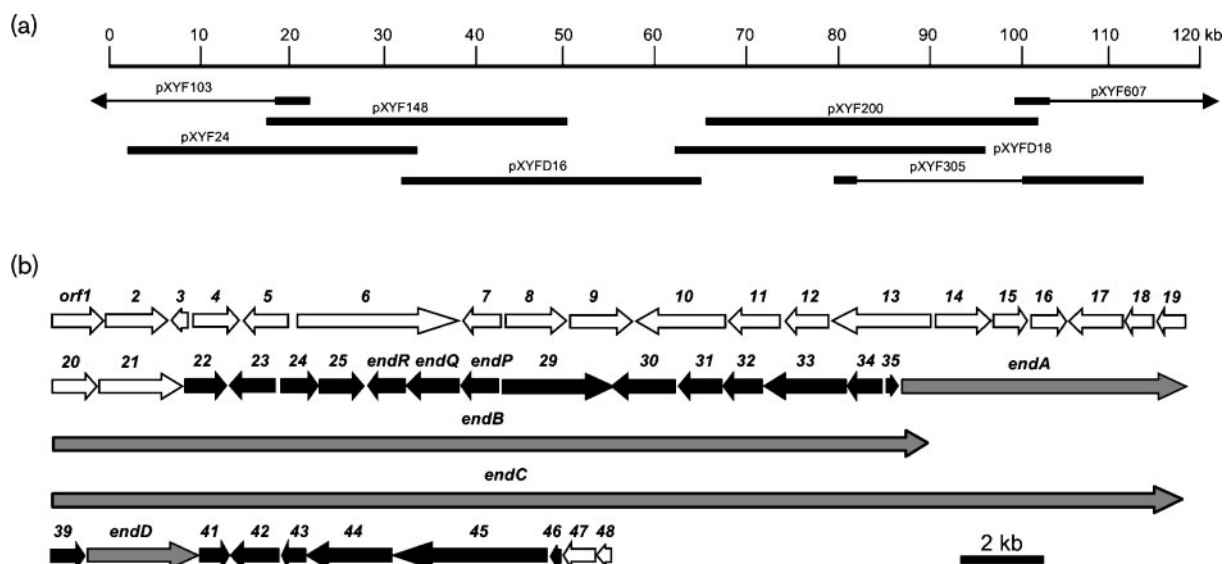 (a)
0 10 20 30 40 50 60 70 80 90 100 110 120 kb
pXYF103 pXYF607
pXYF148 pXYF200
pXYF24 pXYFD18
pXYFD16 pXYF305
(b)
orf1 2 3 4 5 6 7 8 9 10 11 12 13 14 15 16 17 18 19
20 21 22 23 24 25 endR endQ endP 29 30 31 32 33 34 35 endA
endB
endC
39 endD 41 42 43 44 45 46 47 48
2 kb